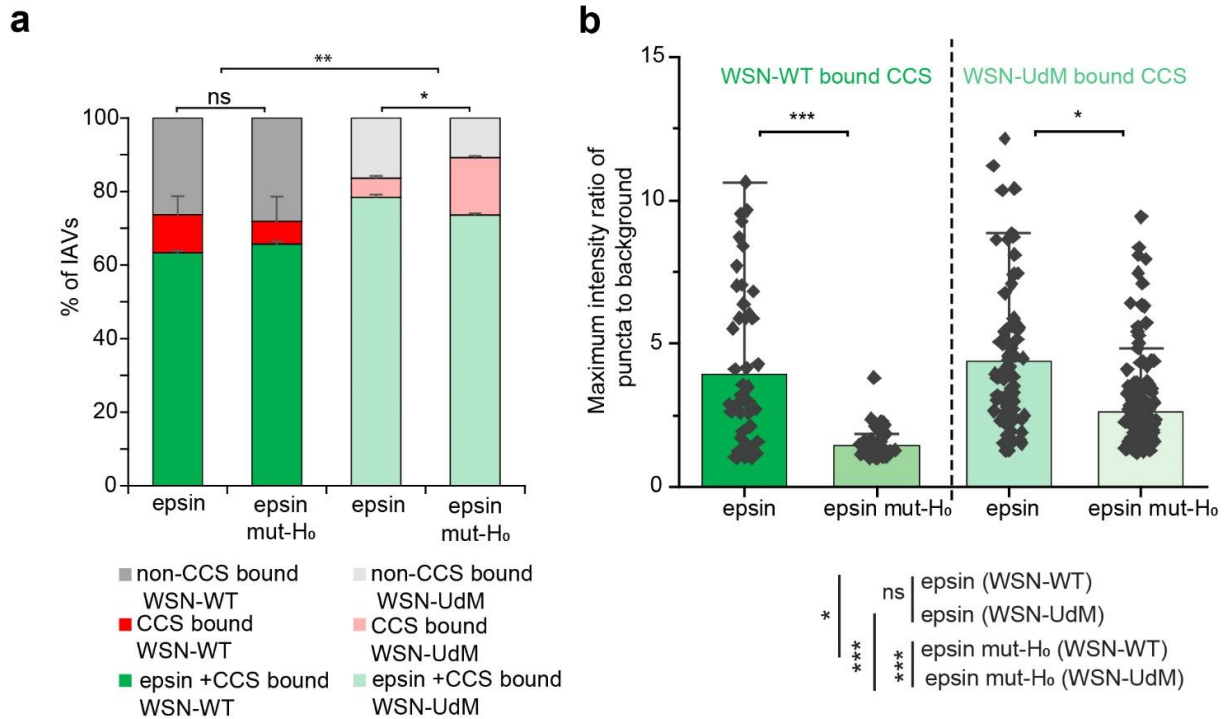 a
**
ns
*
100
80
60
40
20
0
% of IAVs
epsin
epsin
mut-H₀
epsin
epsin
mut-H₀
non-CCS bound
WSN-WT
CCS bound
WSN-WT
epsin +CCS bound
WSN-WT
non-CCS bound
WSN-UdM
CCS bound
WSN-UdM
epsin +CCS bound
WSN-UdM
b
15
10
5
0
Maximum intensity ratio of
puncta to background
WSN-WT bound CCS
WSN-UdM bound CCS
***
*
epsin
epsin mut-H₀
epsin
epsin mut-H₀
*
***
ns
***
epsin (WSN-WT)
epsin (WSN-UdM)
epsin mut-H₀ (WSN-WT)
epsin mut-H₀ (WSN-UdM)